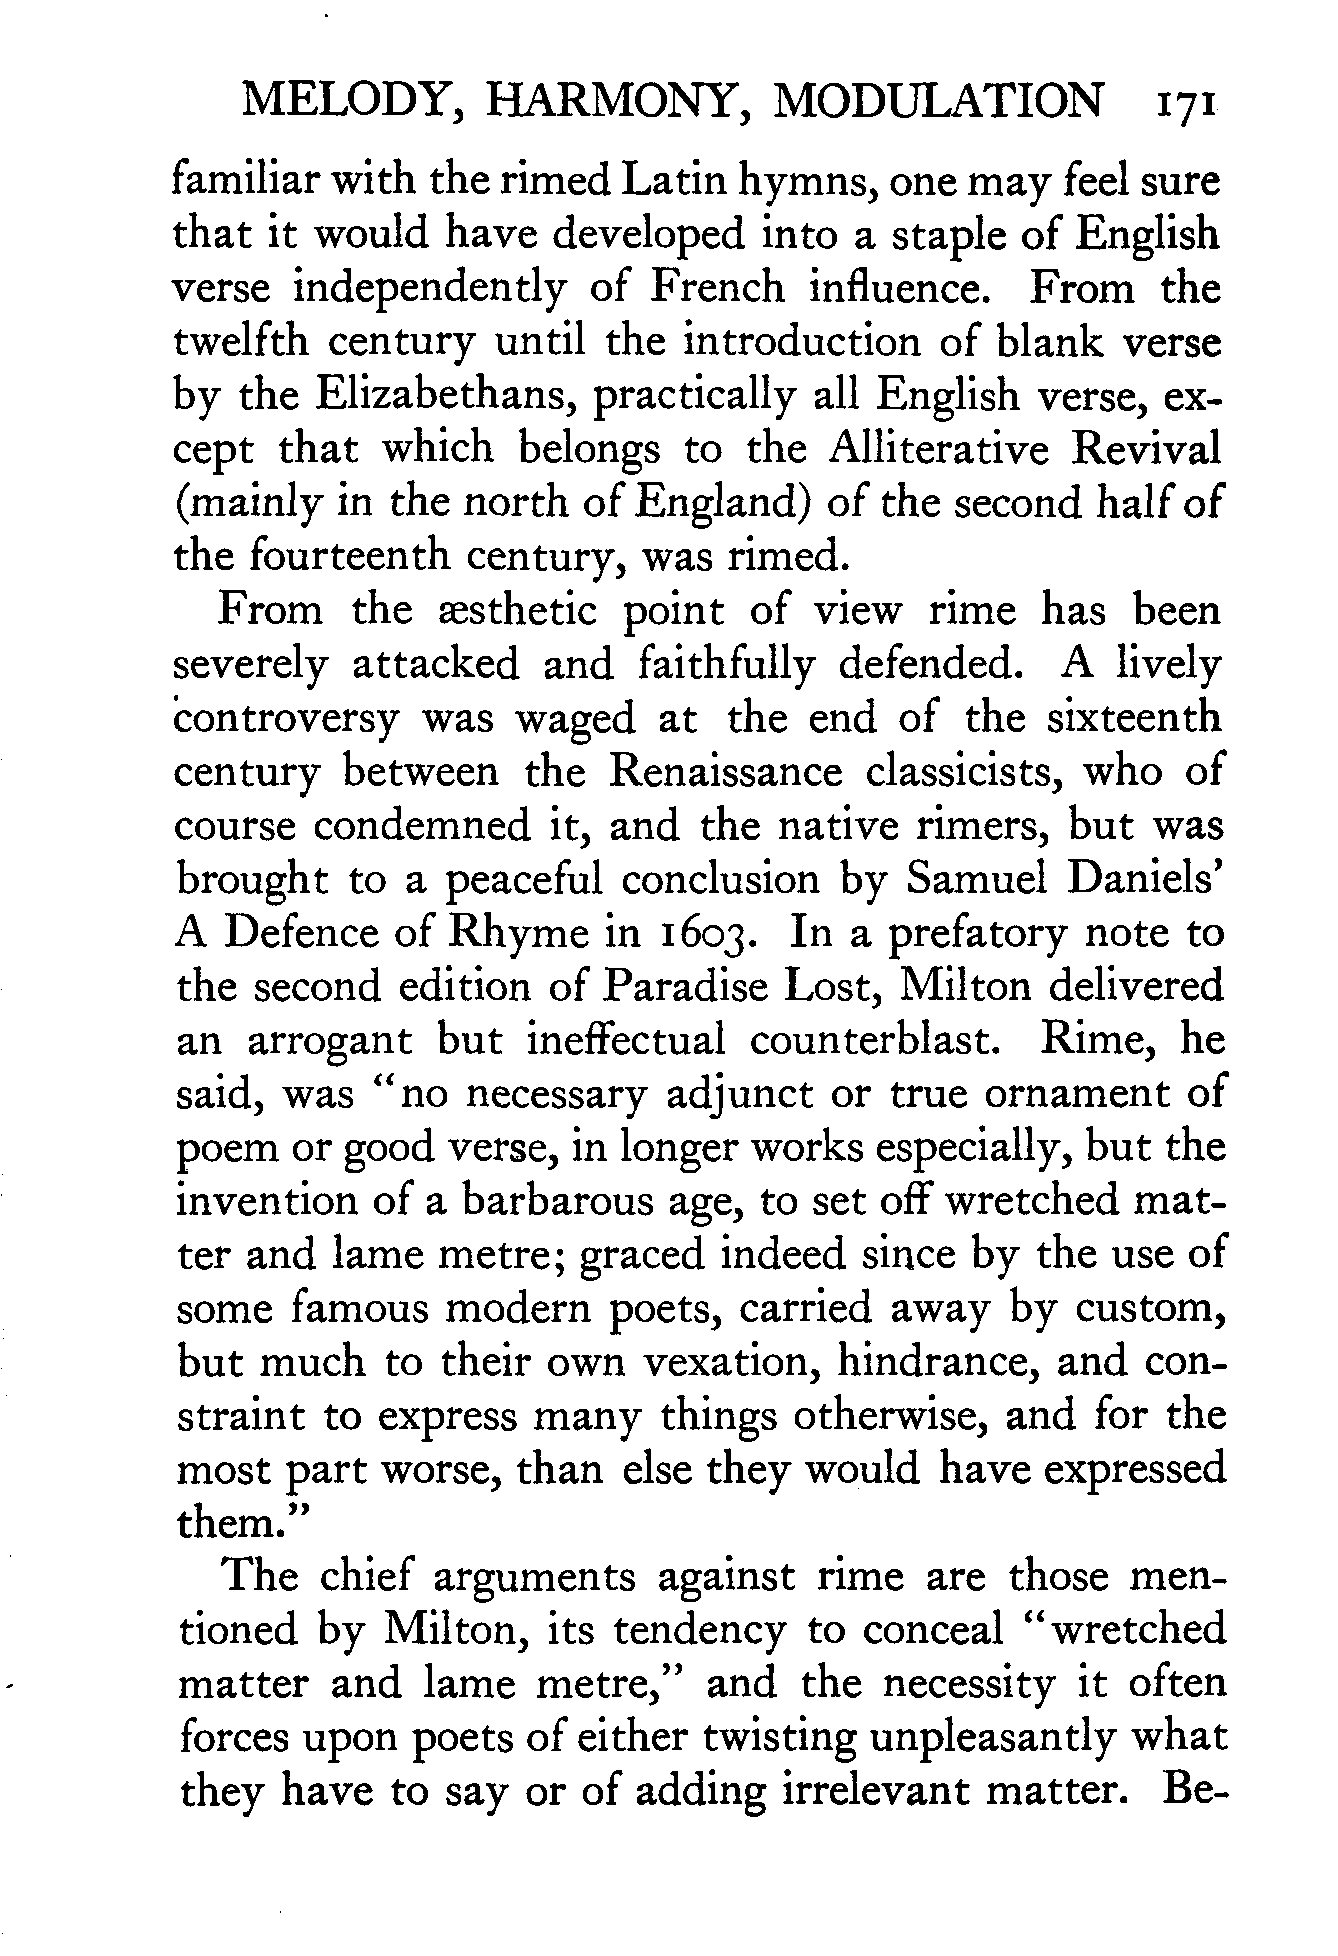 MELODY, HARMONY, MODULATION 171
familiar with the rimed Latin hymns, one may feel sure
that it would have developed into a staple of English
verse independently of French influence. From the
twelfth century until the introduction of blank verse
by the Elizabethans, practically all English verse, ex-
cept that which belongs to the Alliterative Revival
(mainly in the north of England) of the second half of
the fourteenth century, was rimed.
From the æsthetic point of view rime has been
severely attacked and faithfully defended. A lively
controversy was waged at the end of the sixteenth
century between the Renaissance classicists, who of
course condemned it, and the native rimers, but was
brought to a peaceful conclusion by Samuel Daniels'
A Defence of Rhyme in 1603. In a prefatory note to
the second edition of Paradise Lost, Milton delivered
an arrogant but ineffectual counterblast. Rime, he
said, was "no necessary adjunct or true ornament of
poem or good verse, in longer works especially, but the
invention of a barbarous age, to set off wretched mat-
ter and lame metre; graced indeed since by the use of
some famous modern poets, carried away by custom,
but much to their own vexation, hindrance, and con-
straint to express many things otherwise, and for the
most part worse, than else they would have expressed
them."
The chief arguments against rime are those men-
tioned by Milton, its tendency to conceal "wretched
matter and lame metre," and the necessity it often
forces upon poets of either twisting unpleasantly what
they have to say or of adding irrelevant matter. Be-